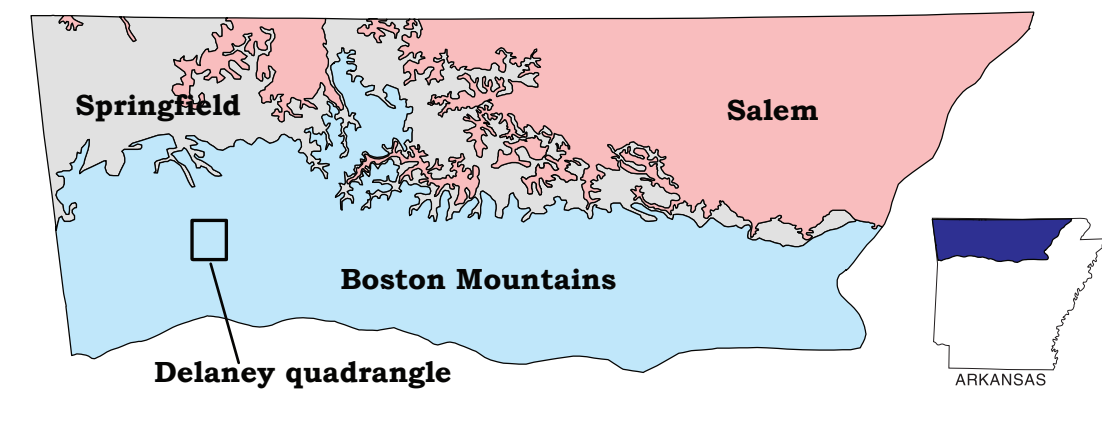 Springfield
Salem
Boston Mountains
Delaney quadrangle
ARKANSAS